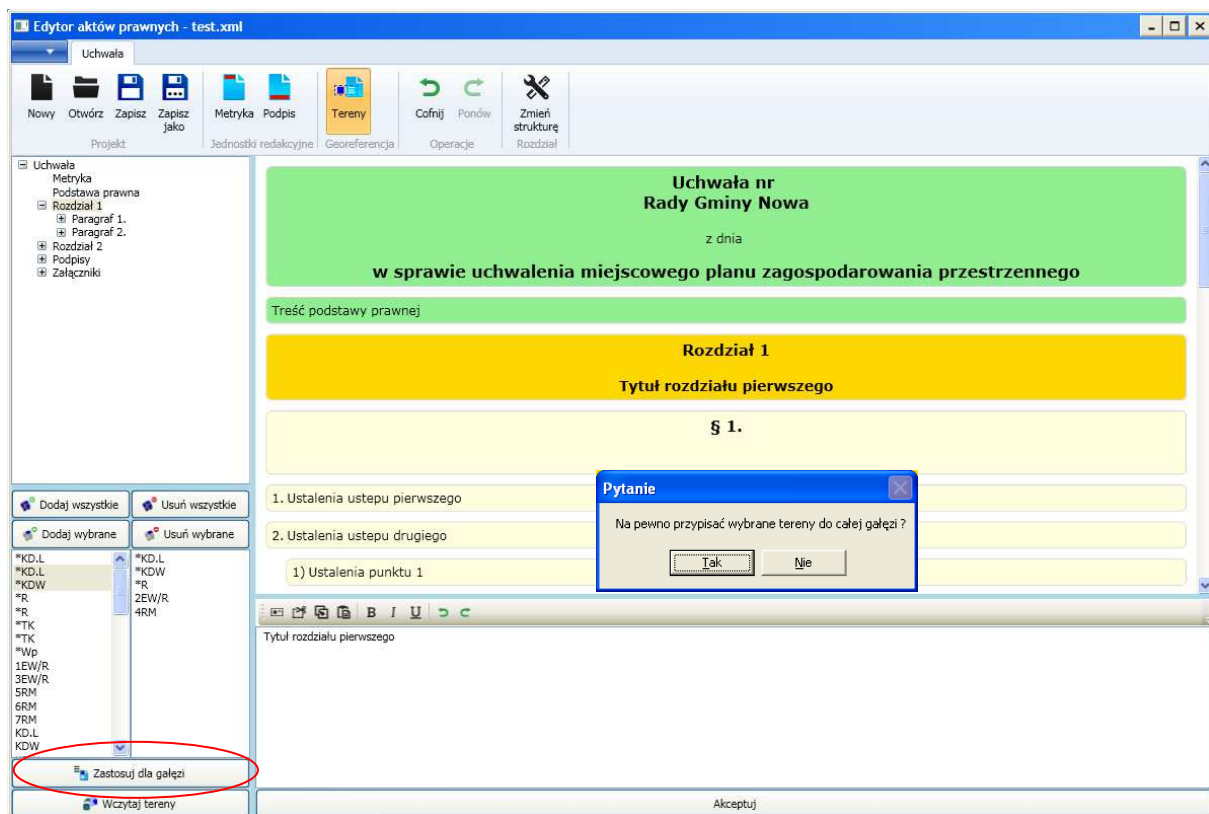 Edytor aktów prawnych - test.xml
Uchwała
Nowy Otwórz Zapisz Zapisz jako
Metryka Podpis
Tereny
Cofnij Ponów
Zmień strukturę
Projekt
Jednostki redakcyjne
Georeferencja
Operacje
Rozdział
Uchwała
Metryka
Podstawa prawna
Rozdział 1
Paragraf 1.
Paragraf 2.
Rozdział 2
Podpisy
Załączniki
Uchwała nr
Rady Gminy Nowa
z dnia
w sprawie uchwalenia miejscowego planu zagospodarowania przestrzennego
Treść podstawy prawnej
Rozdział 1
Tytuł rozdziału pierwszego
§ 1.
1. Ustalenia ustepu pierwszego
2. Ustalenia ustepu drugiego
1) Ustalenia punktu 1
Pytanie
Na pewno przypisać wybrane tereny do całej gałęzi ?
Tak
Nie
Dodaj wszystkie
Usuń wszystkie
Dodaj wybrane
Usuń wybrane
*KD.L
*KD.L
*KDW
*R
*R
*TK
*TK
*Wp
1EW/R
3EW/R
5RM
6RM
7RM
KD.L
KDW
*KD.L
*KDW
*R
2EW/R
4RM
B I U
Tytuł rozdziału pierwszego
Zastosuj dla gałęzi
Wczytaj tereny
Akceptuj